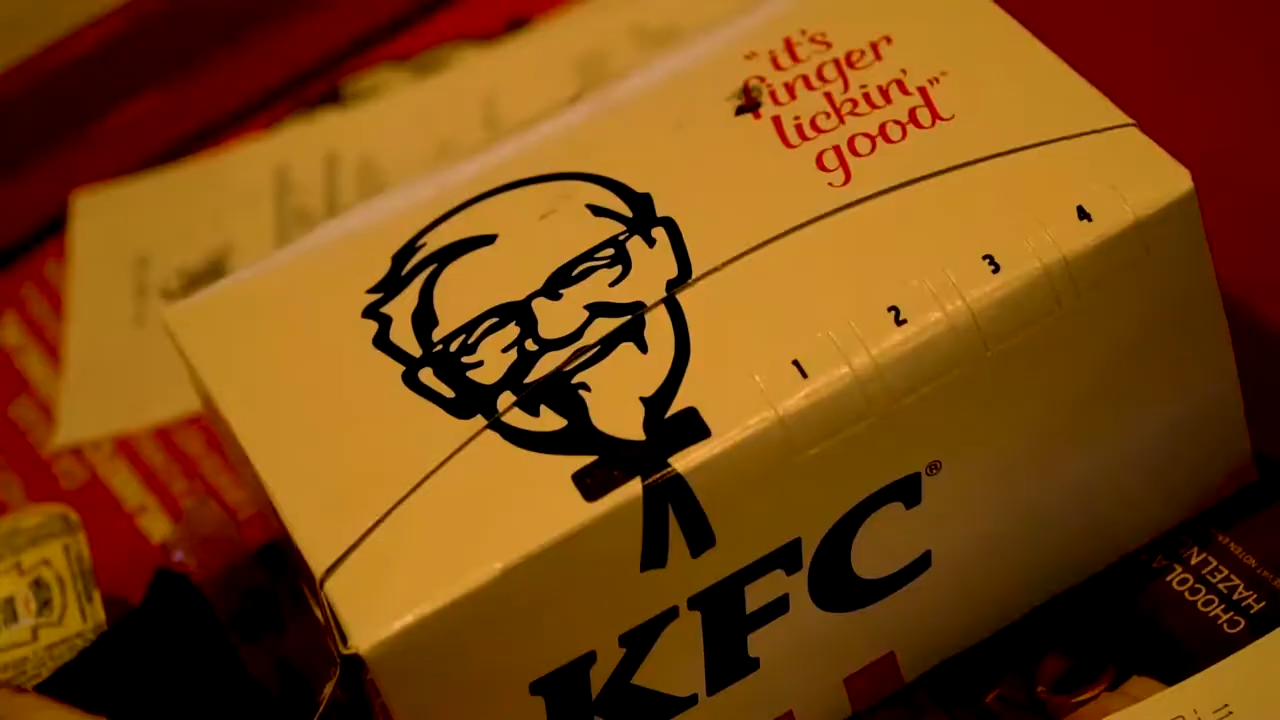 "it's
finger
lickin'
good"
1
2
3
4
KFC®
CHOCOLA
HAZELN